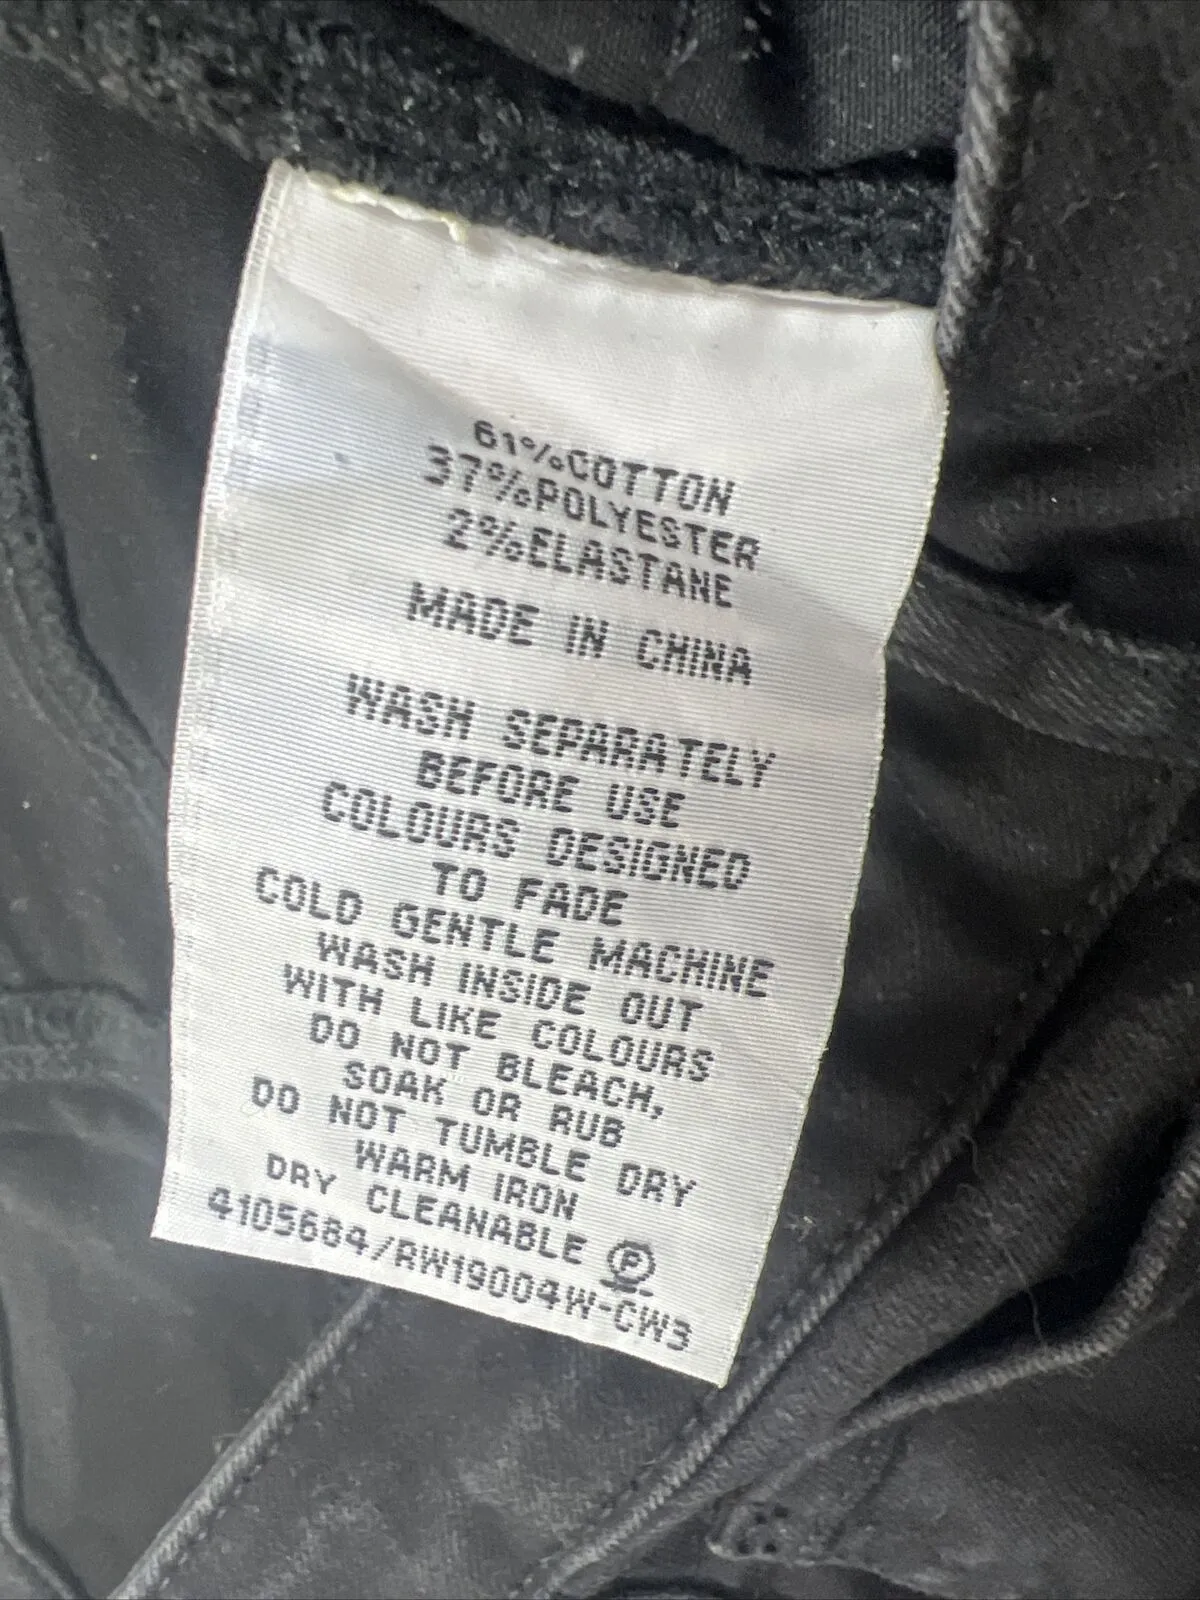 61%COTTON
37%POLYESTER
2%ELASTANE
MADE IN CHINA
WASH SEPARATELY
BEFORE USE
COLOURS DESIGNED
TO FADE
COLD GENTLE MACHINE
WASH INSIDE OUT
WITH LIKE COLOURS
DO NOT BLEACH,
SOAK OR RUB
DO NOT TUMBLE DRY
WARM IRON
DRY CLEANABLE Ⓟ
4105684/RW19004W-CW3